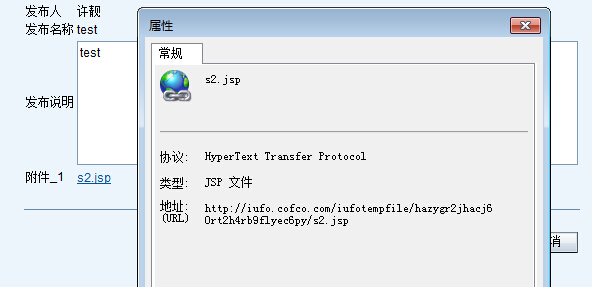 发布人 许靓
发布名称 test
发布说明 test
附件_1 s2.jsp
属性
常规
s2.jsp
协议: HyperText Transfer Protocol
类型: JSP 文件
地址: (URL) http://iufo.cofco.com/iufotempfile/hazygr2jhacj6
0rt2h4rb9flyec6py/s2.jsp
消